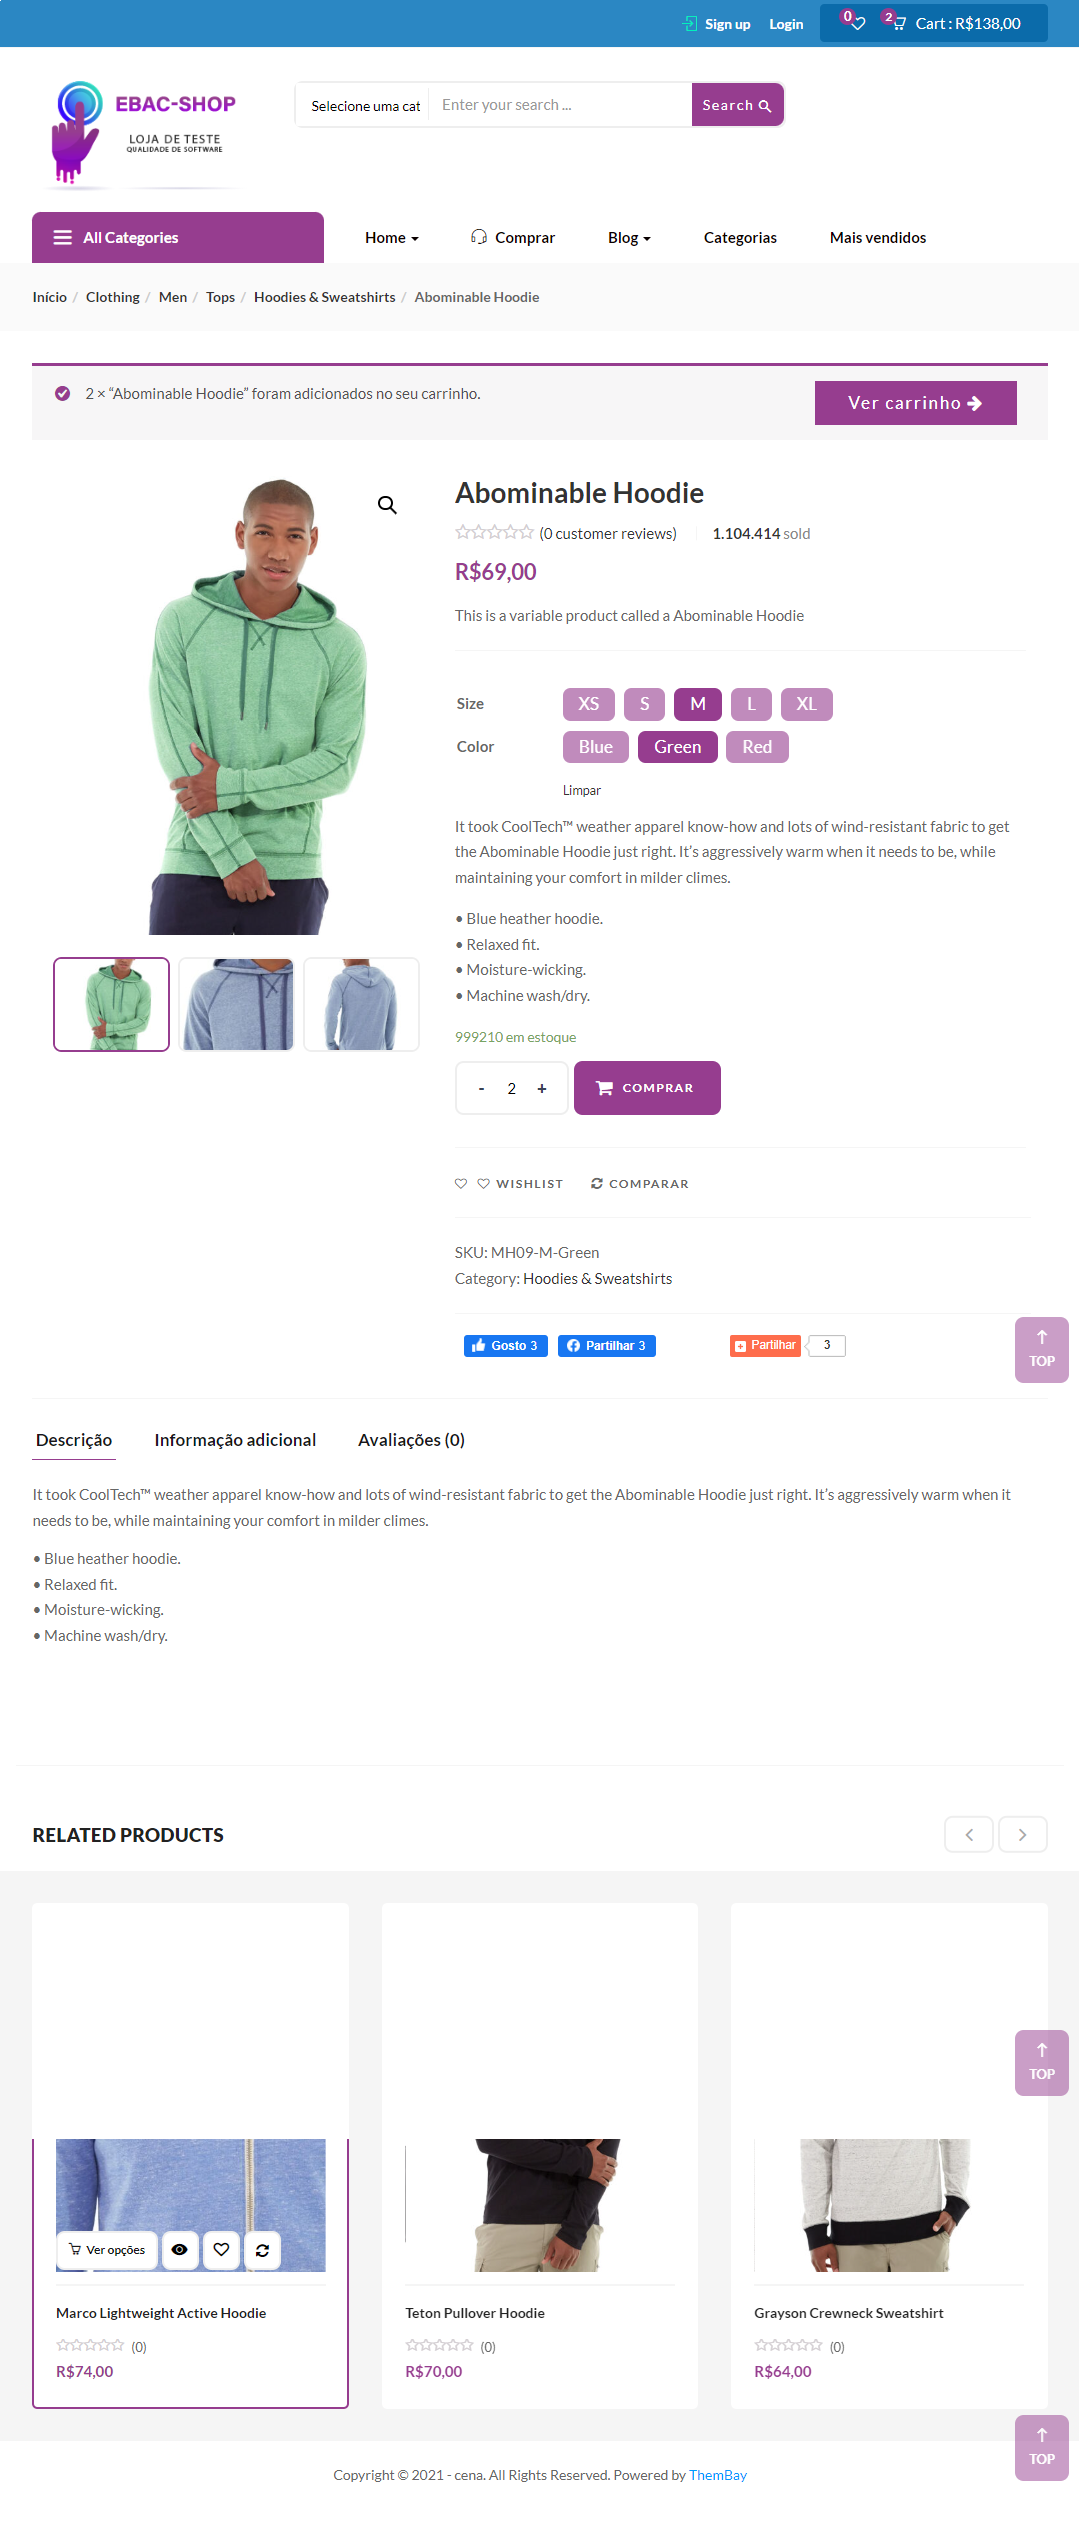 Sign up Login 0 2 Cart : R$138,00
EBAC-SHOP
LOJA DE TESTE
QUALIDADE DE SOFTWARE
Selecione uma cat Enter your search ... Search
All Categories Home Comprar Blog Categorias Mais vendidos
Início / Clothing / Men / Tops / Hoodies & Sweatshirts / Abominable Hoodie
2 × “Abominable Hoodie” foram adicionados no seu carrinho. Ver carrinho
Abominable Hoodie
(0 customer reviews) 1.104.414 sold
R$69,00
This is a variable product called a Abominable Hoodie
Size XS S M L XL
Color Blue Green Red
Limpar
It took CoolTech™ weather apparel know-how and lots of wind-resistant fabric to get
the Abominable Hoodie just right. It’s aggressively warm when it needs to be, while
maintaining your comfort in milder climes.
• Blue heather hoodie.
• Relaxed fit.
• Moisture-wicking.
• Machine wash/dry.
999210 em estoque
- 2 + COMPRAR
WISHLIST COMPARAR
SKU: MH09-M-Green
Category: Hoodies & Sweatshirts
Gosto 3 Partilhar 3 Partilhar 3
TOP
Descrição Informação adicional Avaliações (0)
It took CoolTech™ weather apparel know-how and lots of wind-resistant fabric to get the Abominable Hoodie just right. It’s aggressively warm when it
needs to be, while maintaining your comfort in milder climes.
• Blue heather hoodie.
• Relaxed fit.
• Moisture-wicking.
• Machine wash/dry.
RELATED PRODUCTS
TOP
Ver opções
Marco Lightweight Active Hoodie Teton Pullover Hoodie Grayson Crewneck Sweatshirt
(0) (0) (0)
R$74,00 R$70,00 R$64,00
TOP
Copyright © 2021 - cena. All Rights Reserved. Powered by ThemBay